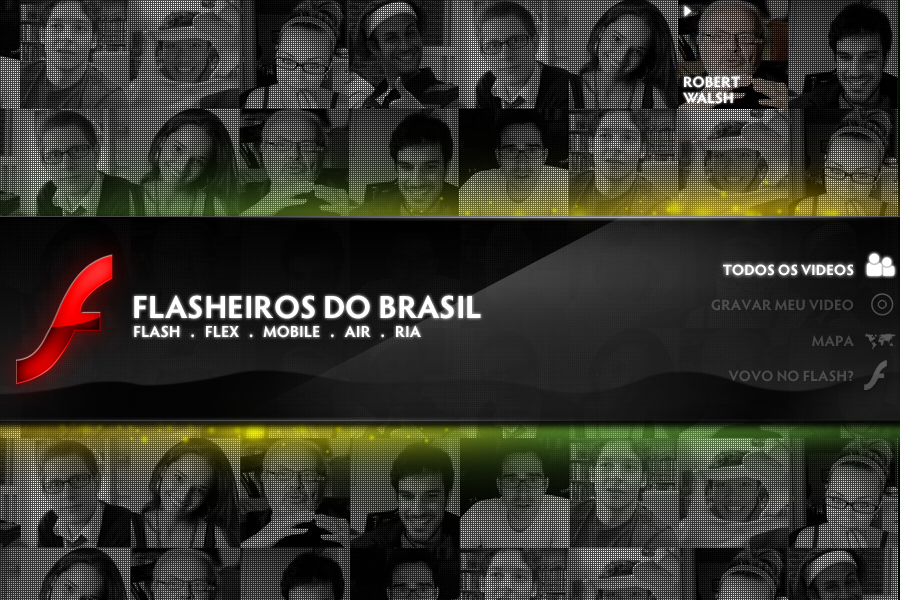 ROBERT
WALSH
FLASHEIROS DO BRASIL
FLASH . FLEX . MOBILE . AIR . RIA
TODOS OS VIDEOS
GRAVAR MEU VIDEO
MAPA
VOVO NO FLASH?